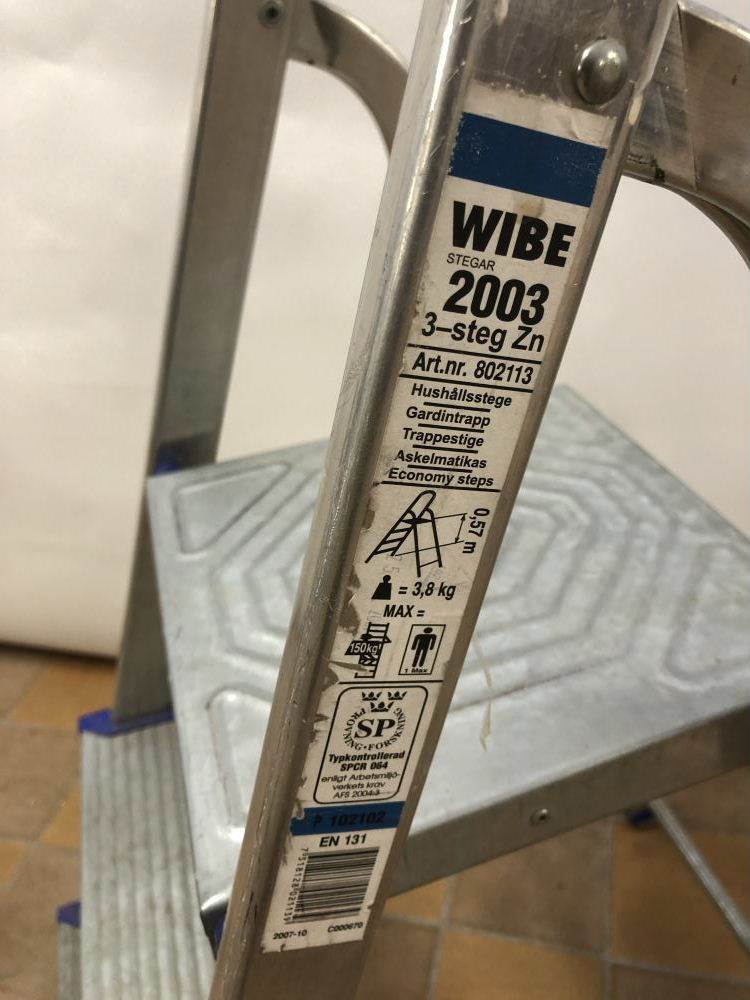 WIBE
STEGAR
2003
3–steg Zn
Art.nr. 802113
Hushållsstege
Gardintrapp
Trappestige
Askelmatikas
Economy steps
0,57 m
= 3,8 kg
MAX =
150kg
1 Max
PROVNING•FORSKNING
SP
Typkontrollerad
SPCR 064
enligt Arbetsmiljö-
verkets krav
AFS 2004:3
P 102102
EN 131
2007-10 C000670